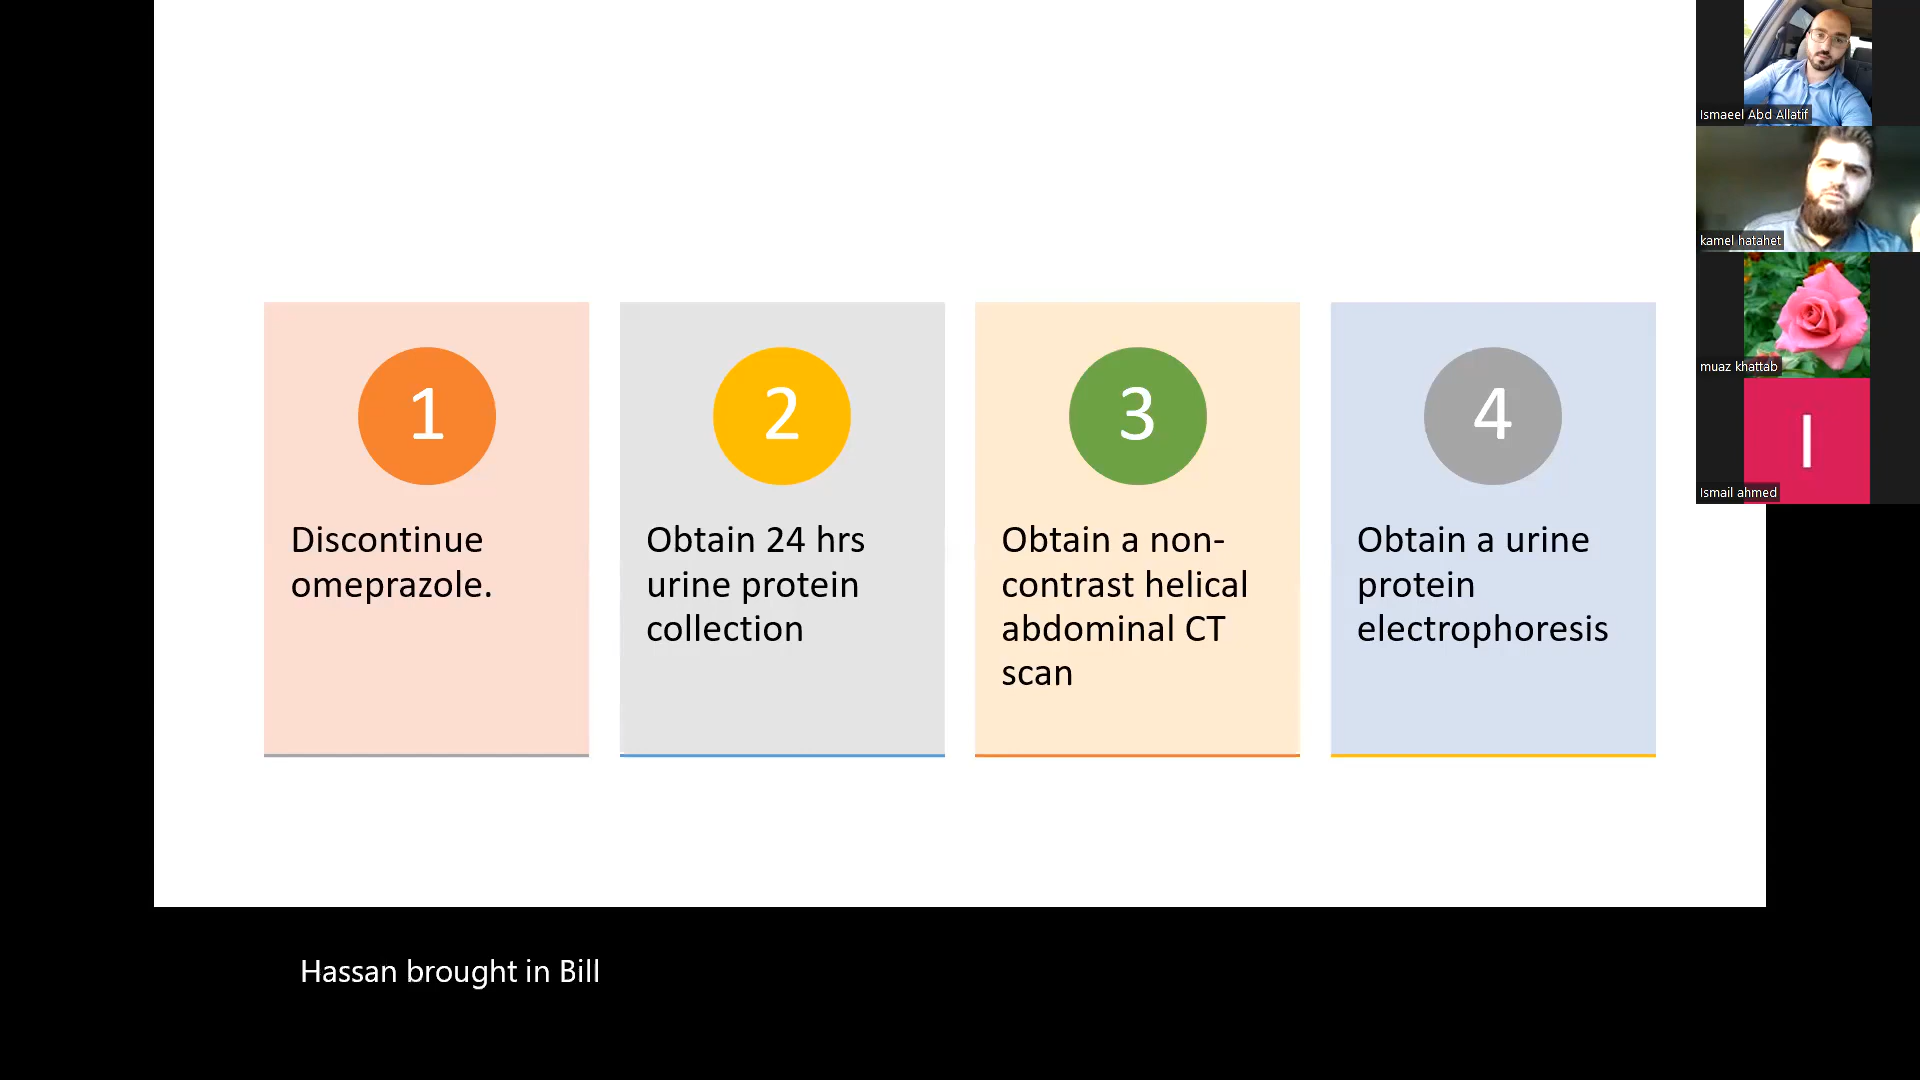 1
Discontinue
omeprazole.
2
Obtain 24 hrs
urine protein
collection
3
Obtain a non-
contrast helical
abdominal CT
scan
4
Obtain a urine
protein
electrophoresis
Ismaeel Abd Allatif
kamel hatahet
muaz khattab
I
Ismail ahmed
Hassan brought in Bill